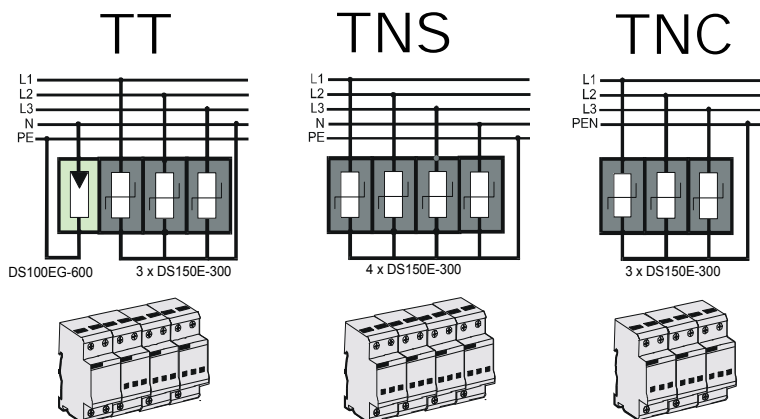 TT
L1
L2
L3
N
PE
DS100EG-600
3 x DS150E-300
TNS
L1
L2
L3
N
PE
4 x DS150E-300
TNC
L1
L2
L3
PEN
3 x DS150E-300